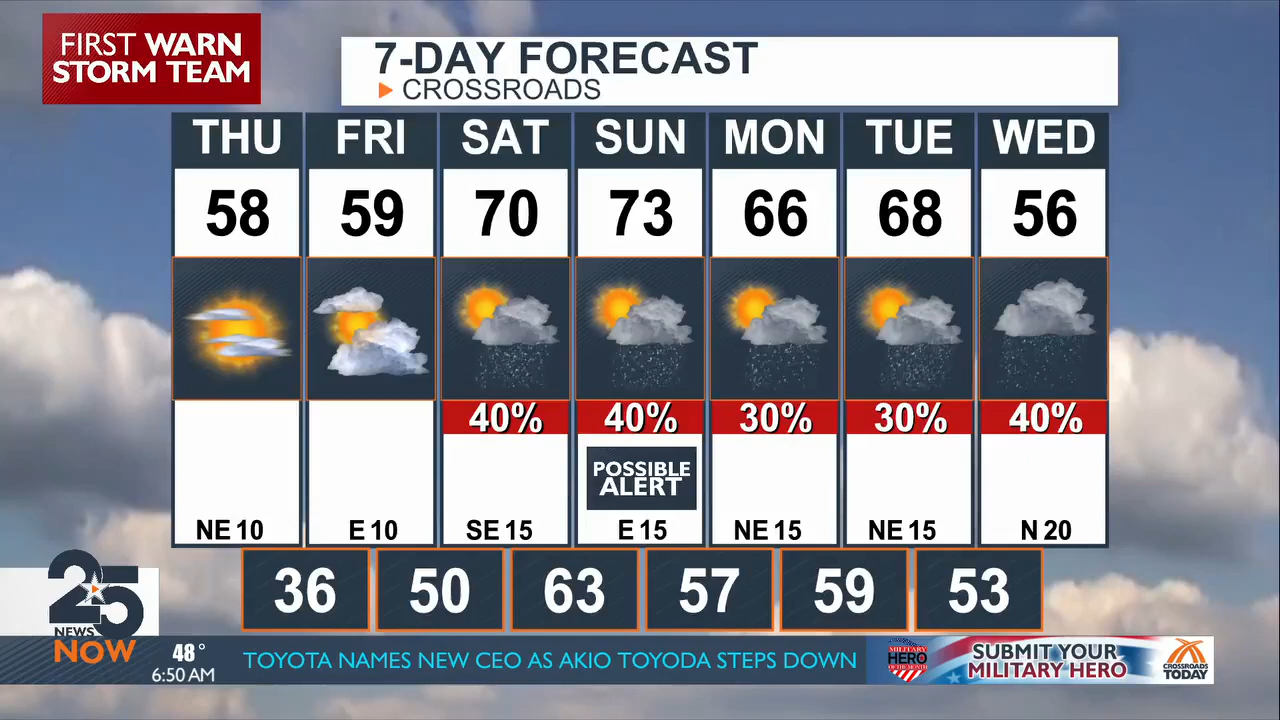 FIRST WARN
STORM TEAM
7-DAY FORECAST
CROSSROADS
THU FRI SAT SUN MON TUE WED
58 59 70 73 66 68 56
40% 40% 30% 30% 40%
POSSIBLE
ALERT
NE 10 E 10 SE 15 E 15 NE 15 NE 15 N 20
36 50 63 57 59 53
25
NEWS
NOW
48°
6:50 AM
TOYOTA NAMES NEW CEO AS AKIO TOYODA STEPS DOWN
MILITARY
HERO
OF THE MONTH
SUBMIT YOUR
MILITARY HERO
CROSSROADS
TODAY